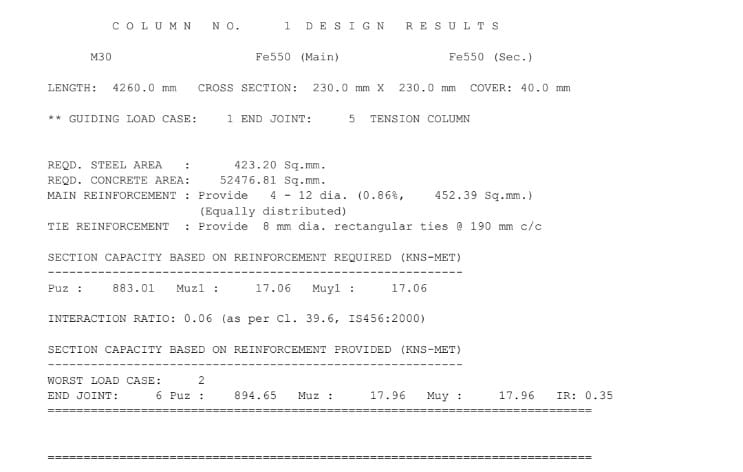 C O L U M N   N O.   1   D E S I G N   R E S U L T S
M30   Fe550 (Main)   Fe550 (Sec.)
LENGTH:  4260.0 mm   CROSS SECTION:  230.0 mm X  230.0 mm  COVER: 40.0 mm
** GUIDING LOAD CASE:    1 END JOINT:     5  TENSION COLUMN
REQD. STEEL AREA   :      423.20 Sq.mm.
REQD. CONCRETE AREA:    52476.81 Sq.mm.
MAIN REINFORCEMENT : Provide   4 - 12 dia. (0.86%,    452.39 Sq.mm.)
(Equally distributed)
TIE REINFORCEMENT  : Provide  8 mm dia. rectangular ties @ 190 mm c/c
SECTION CAPACITY BASED ON REINFORCEMENT REQUIRED (KNS-MET)
----------------------------------------------------------
Puz :    883.01   Muz1 :     17.06   Muy1 :     17.06
INTERACTION RATIO: 0.06 (as per Cl. 39.6, IS456:2000)
SECTION CAPACITY BASED ON REINFORCEMENT PROVIDED (KNS-MET)
----------------------------------------------------------
WORST LOAD CASE:     2
END JOINT:     6 Puz :    894.65   Muz :     17.96   Muy :     17.96   IR: 0.35
============================================================================
============================================================================